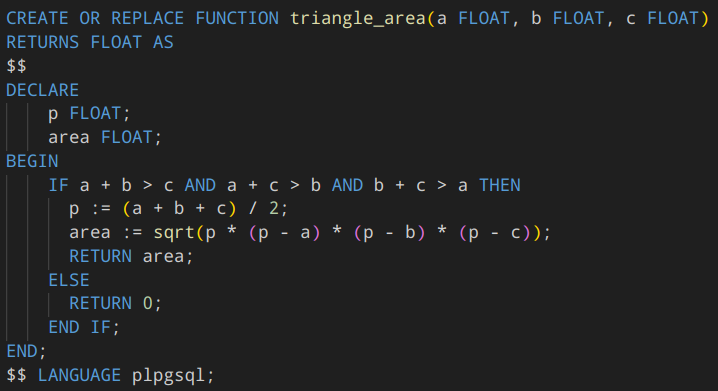 CREATE OR REPLACE FUNCTION triangle_area(a FLOAT, b FLOAT, c FLOAT)
RETURNS FLOAT AS
$$
DECLARE
    p FLOAT;
    area FLOAT;
BEGIN
    IF a + b > c AND a + c > b AND b + c > a THEN
      p := (a + b + c) / 2;
      area := sqrt(p * (p - a) * (p - b) * (p - c));
      RETURN area;
    ELSE
      RETURN 0;
    END IF;
END;
$$ LANGUAGE plpgsql;